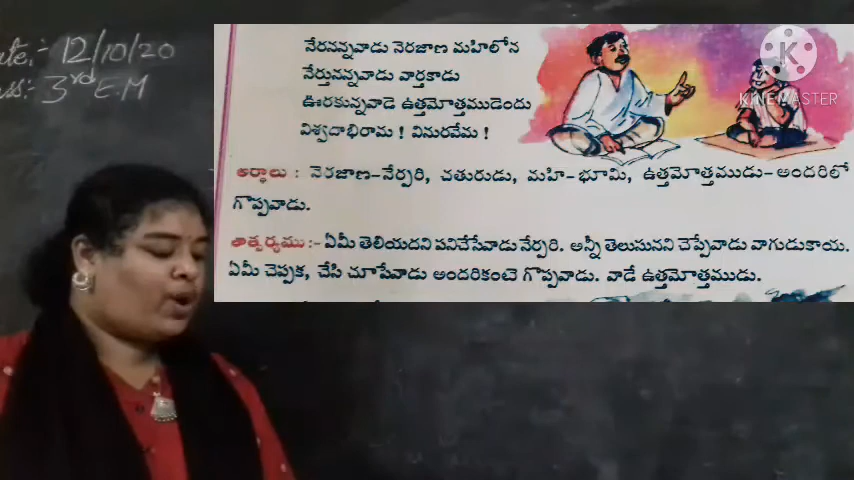 ate:- 12/10/20
ass:- 3rd E.M
నేరనన్నవాడు నెరజాణ మహిలోన
నేర్తునన్నవాడు వార్తకాడు
ఊరకున్నవాడె ఉత్తమోత్తముడెందు
విశ్వదాభిరామ ! వినురవేమ !
అర్థాలు : నెరజాణ–నేర్పరి, చతురుడు, మహి–భూమి, ఉత్తమోత్తముడు–అందరిలో
గొప్పవాడు.
తాత్పర్యము :- ఏమీ తెలియదని పనిచేసేవాడు నేర్పరి. అన్నీ తెలుసునని చెప్పేవాడు వాగుడుకాయ.
ఏమీ చెప్పక, చేసి చూపేవాడు అందరికంటె గొప్పవాడు. వాడే ఉత్తమోత్తముడు.
KINEMASTER